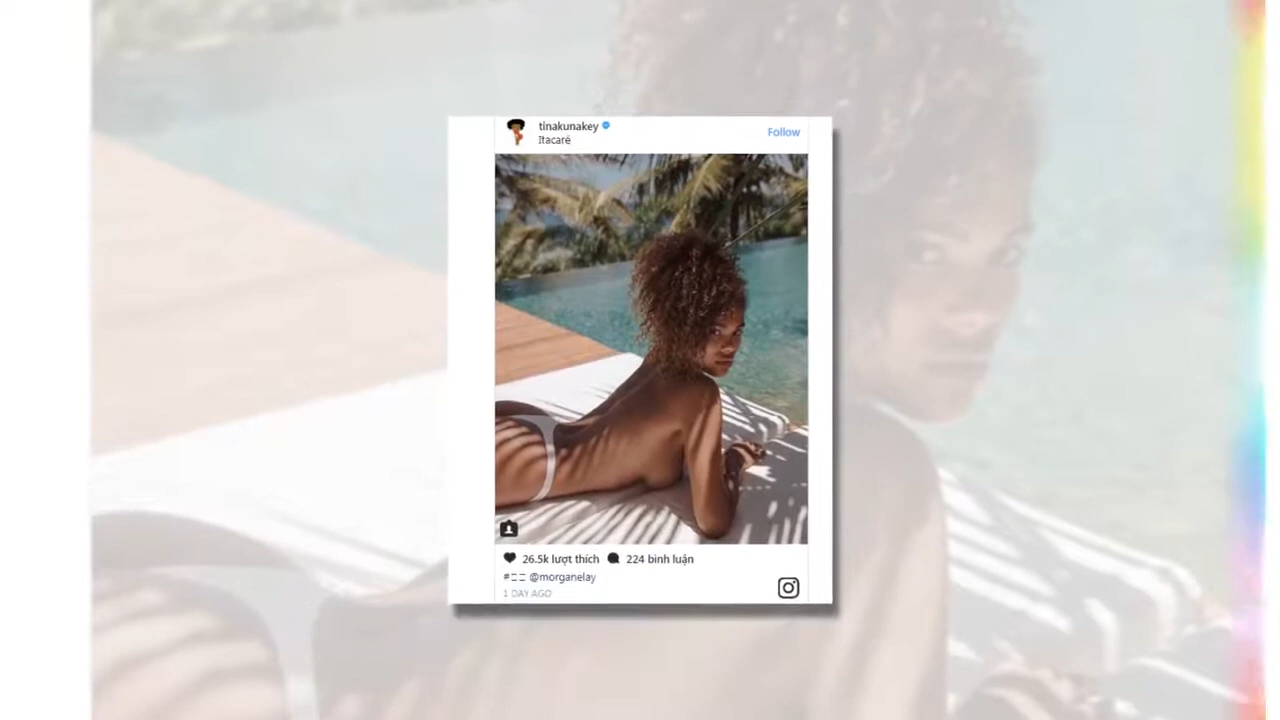 tinakunakey
Itacaré
Follow
26.5k lượt thích 224 bình luận
# @morganelay
1 DAY AGO